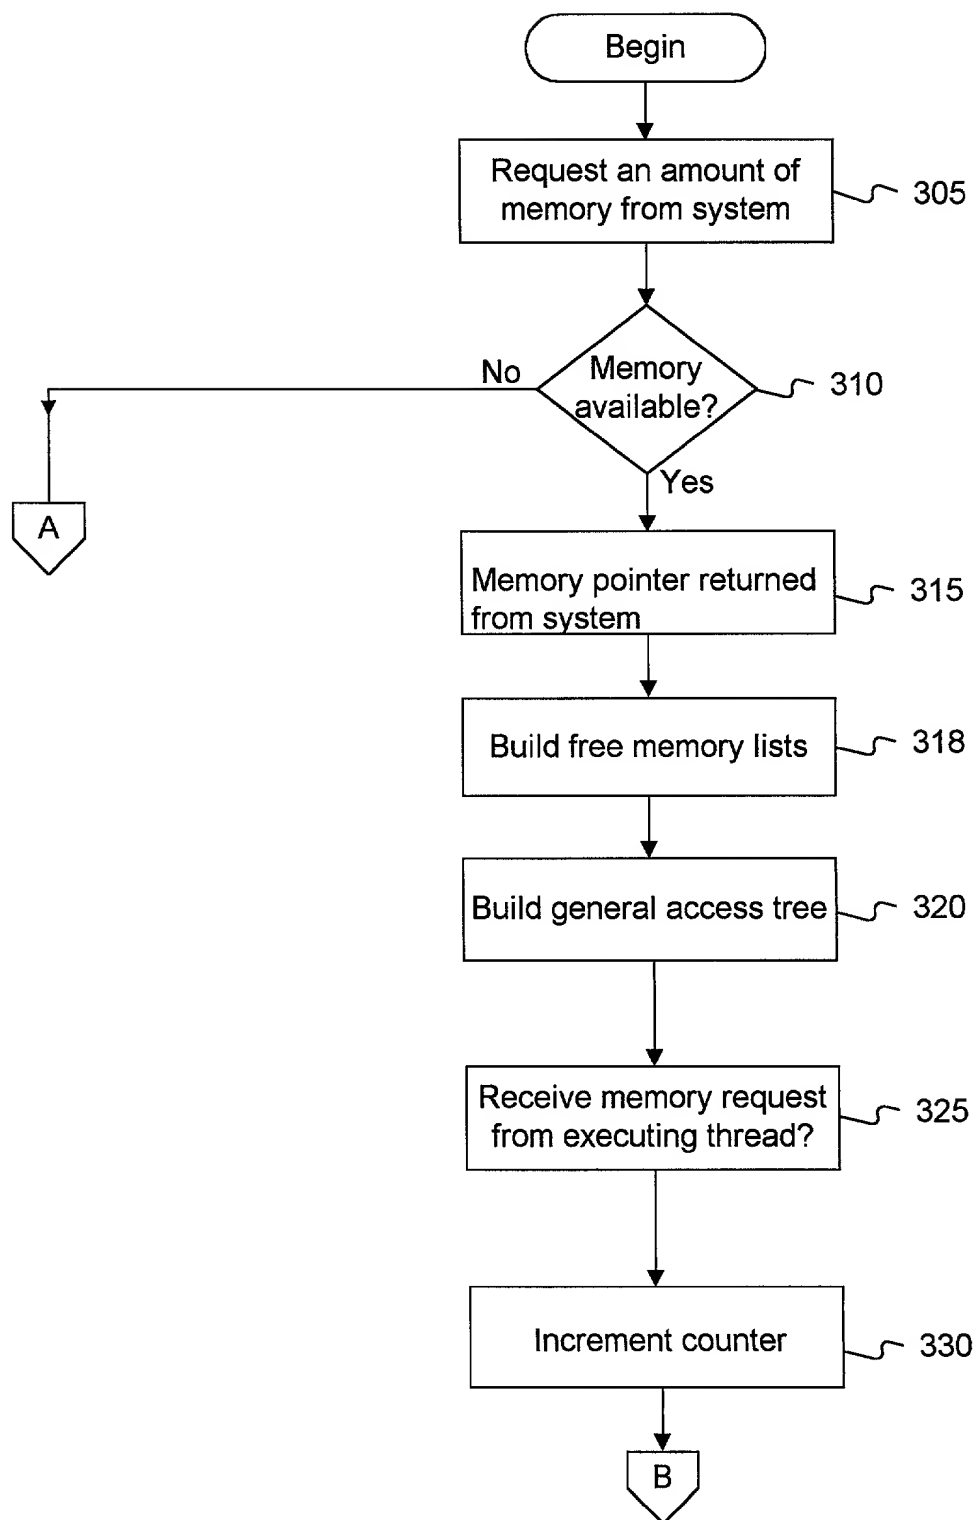 Begin
Request an amount of
memory from system
305
No
Memory
available?
310
Yes
A
Memory pointer returned
from system
315
Build free memory lists
318
Build general access tree
320
Receive memory request
from executing thread?
325
Increment counter
330
B